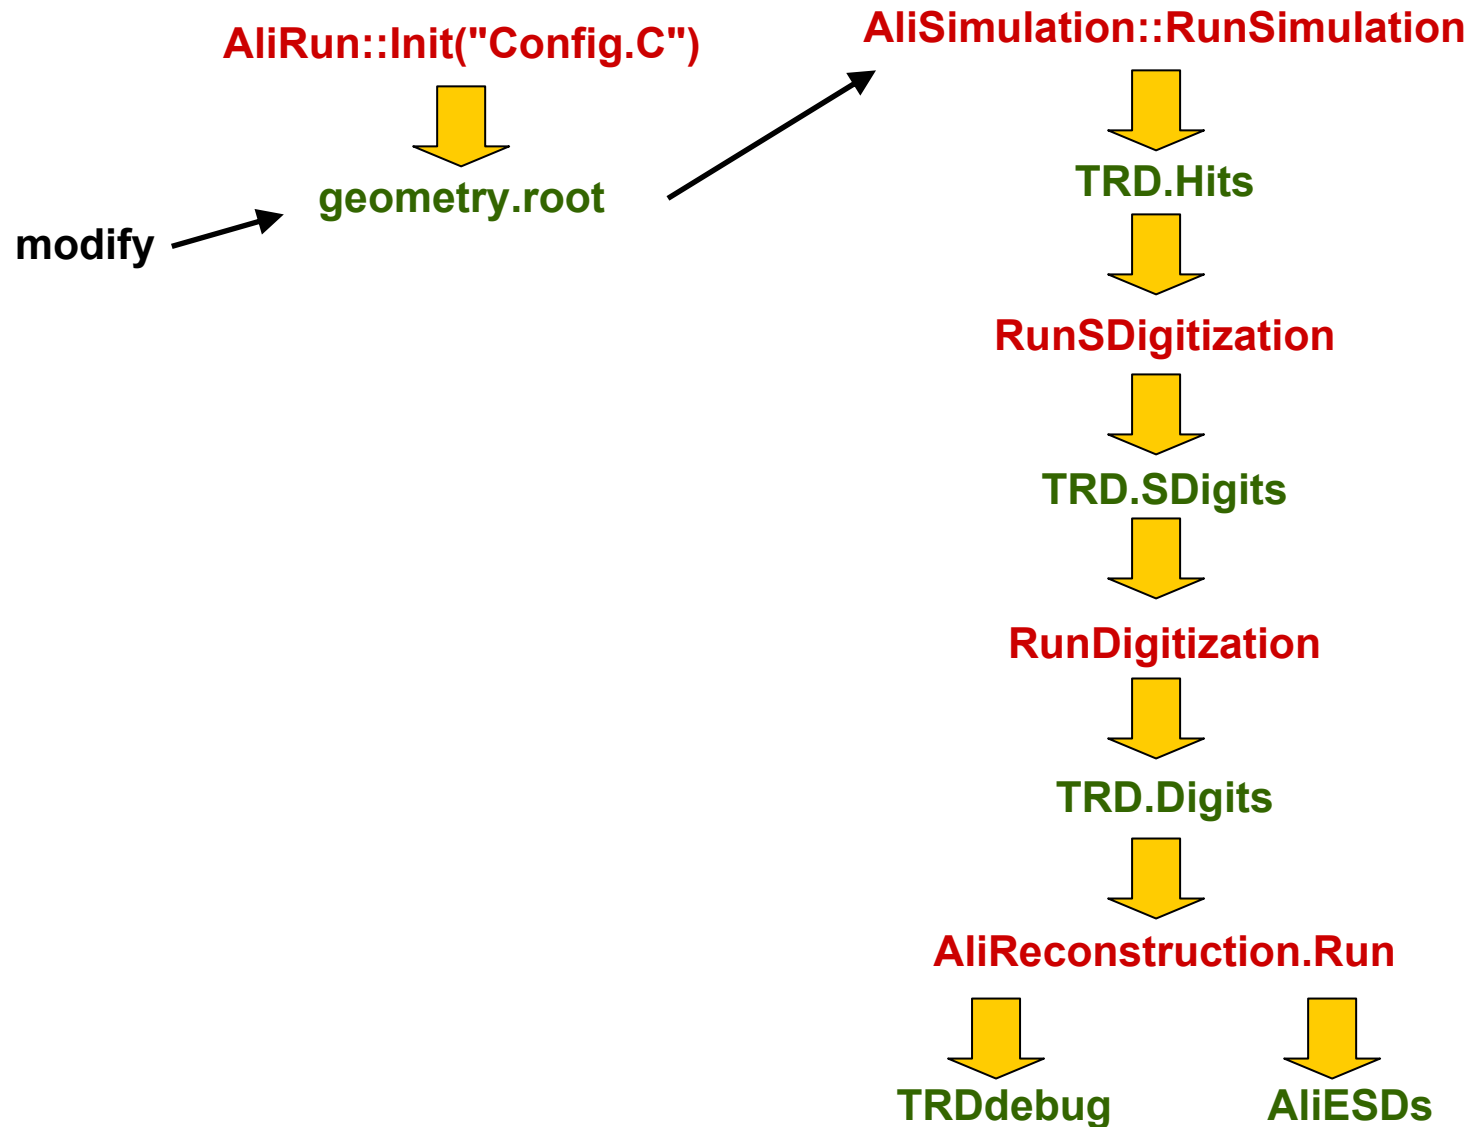 AliRun::Init("Config.C")
geometry.root
modify
AliSimulation::RunSimulation
TRD.Hits
RunSDigitization
TRD.SDigits
RunDigitization
TRD.Digits
AliReconstruction.Run
TRDdebug
AliESDs